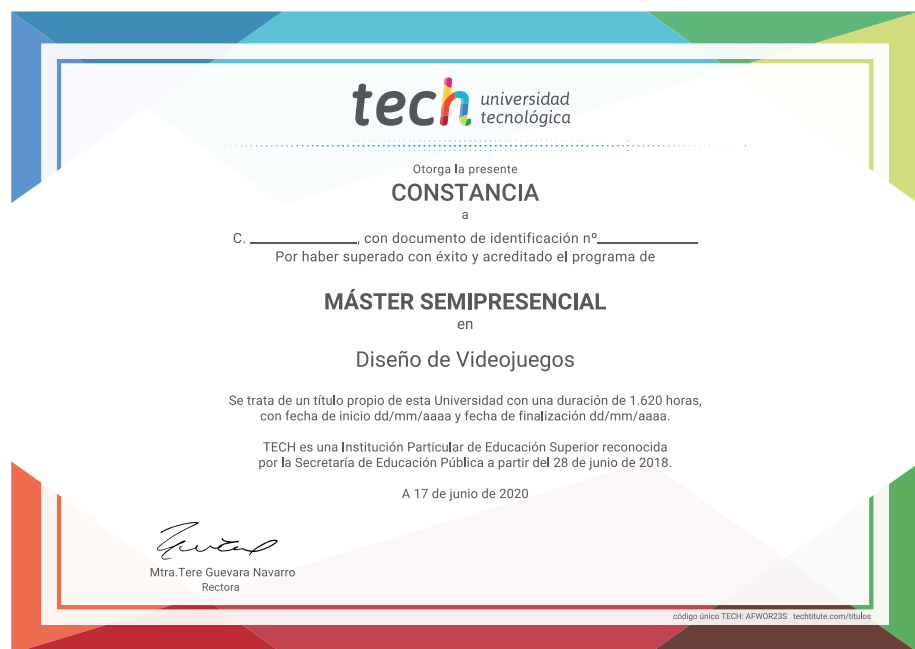 tech universidad
tecnológica
Otorga la presente
CONSTANCIA
a
C. ____________, con documento de identificación nº____________
Por haber superado con éxito y acreditado el programa de
MÁSTER SEMIPRESENCIAL
en
Diseño de Videojuegos
Se trata de un título propio de esta Universidad con una duración de 1.620 horas,
con fecha de inicio dd/mm/aaaa y fecha de finalización dd/mm/aaaa.
TECH es una Institución Particular de Educación Superior reconocida
por la Secretaría de Educación Pública a partir del 28 de junio de 2018.
A 17 de junio de 2020
Mtra.Tere Guevara Navarro
Rectora
código único TECH: AFWOR23S techtitute.com/titulos